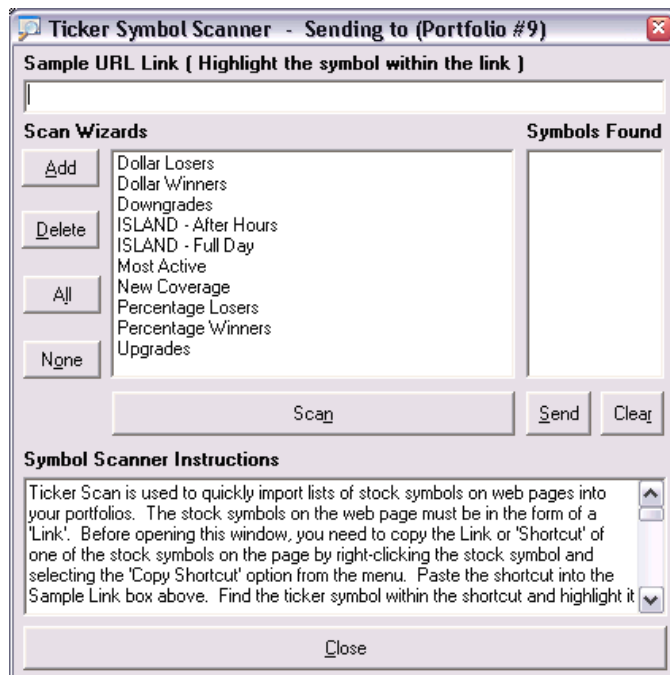 Ticker Symbol Scanner - Sending to (Portfolio #9)
Sample URL Link ( Highlight the symbol within the link )
Scan Wizards
Symbols Found
Add
Delete
All
None
Dollar Losers
Dollar Winners
Downgrades
ISLAND - After Hours
ISLAND - Full Day
Most Active
New Coverage
Percentage Losers
Percentage Winners
Upgrades
Scan
Send
Clear
Symbol Scanner Instructions
Ticker Scan is used to quickly import lists of stock symbols on web pages into
your portfolios. The stock symbols on the web page must be in the form of a
'Link'. Before opening this window, you need to copy the Link or 'Shortcut' of
one of the stock symbols on the page by right-clicking the stock symbol and
selecting the 'Copy Shortcut' option from the menu. Paste the shortcut into the
Sample Link box above. Find the ticker symbol within the shortcut and highlight it
Close